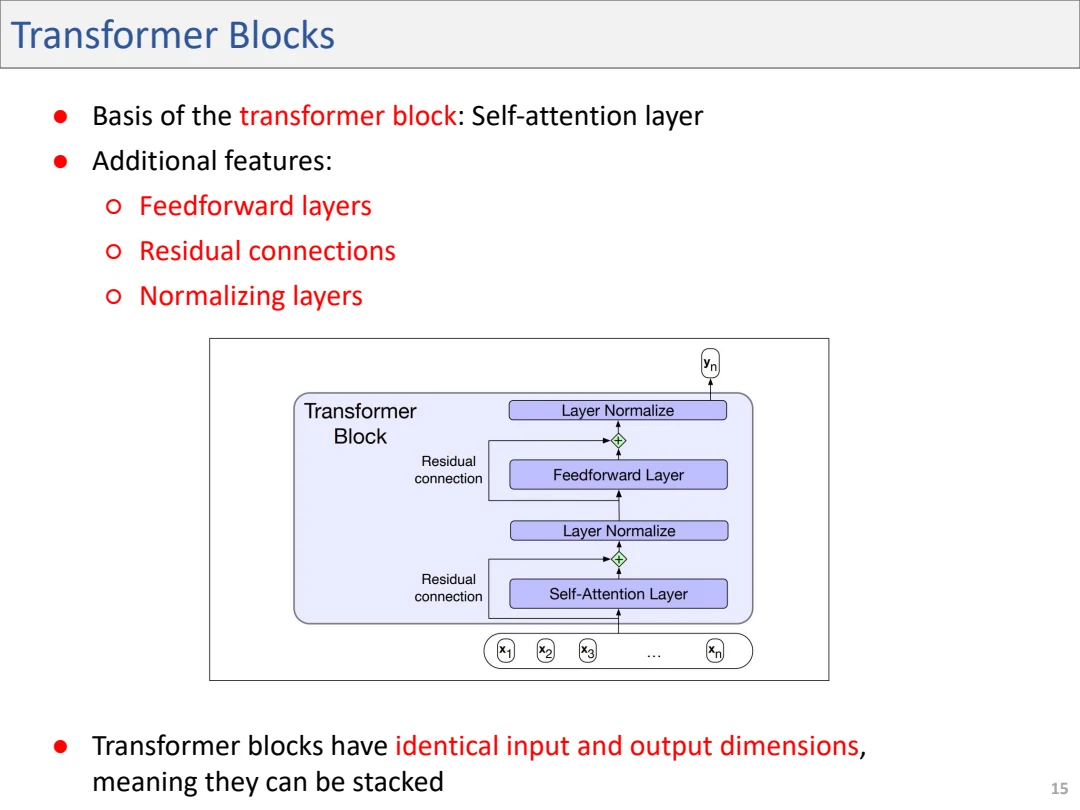 Transformer Blocks
● Basis of the transformer block: Self-attention layer
● Additional features:
○ Feedforward layers
○ Residual connections
○ Normalizing layers
yn
Transformer
Block
Layer Normalize
+
Residual
connection
Feedforward Layer
Layer Normalize
+
Residual
connection
Self-Attention Layer
x1 x2 x3 … xn
● Transformer blocks have identical input and output dimensions,
meaning they can be stacked
15